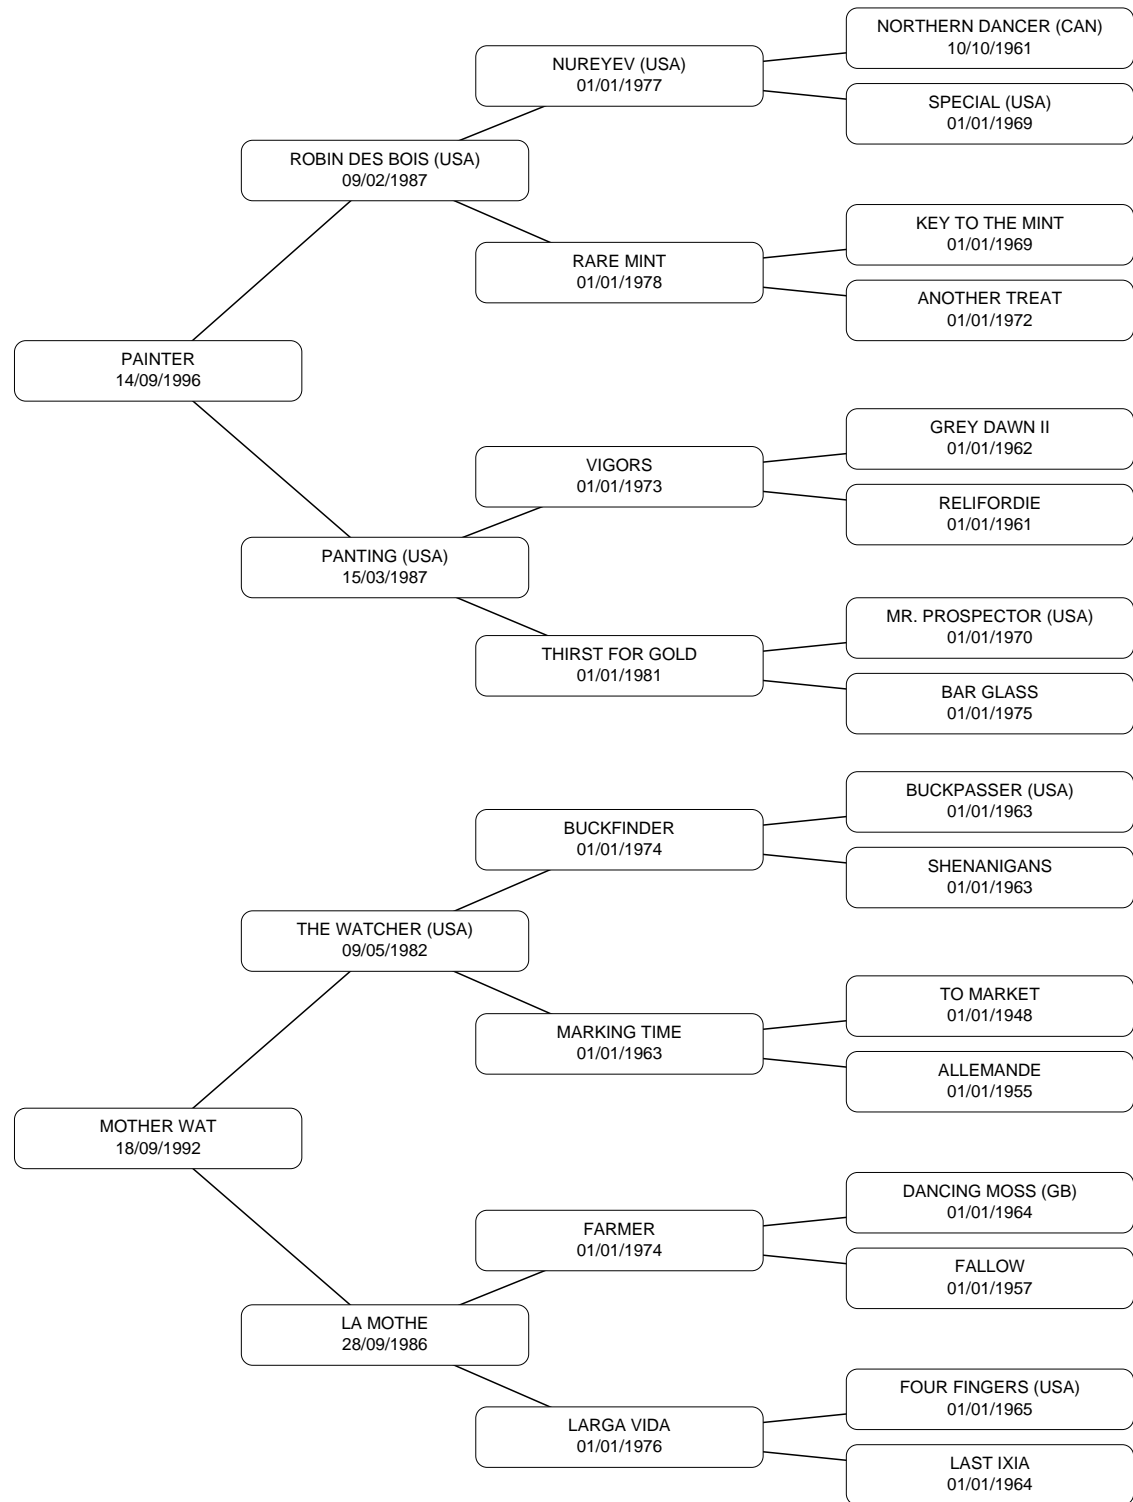 NORTHERN DANCER (CAN)
10/10/1961
NUREYEV (USA)
01/01/1977
SPECIAL (USA)
01/01/1969
ROBIN DES BOIS (USA)
09/02/1987
KEY TO THE MINT
01/01/1969
RARE MINT
01/01/1978
ANOTHER TREAT
01/01/1972
PAINTER
14/09/1996
GREY DAWN II
01/01/1962
VIGORS
01/01/1973
RELIFORDIE
01/01/1961
PANTING (USA)
15/03/1987
MR. PROSPECTOR (USA)
01/01/1970
THIRST FOR GOLD
01/01/1981
BAR GLASS
01/01/1975
BUCKPASSER (USA)
01/01/1963
BUCKFINDER
01/01/1974
SHENANIGANS
01/01/1963
THE WATCHER (USA)
09/05/1982
TO MARKET
01/01/1948
MARKING TIME
01/01/1963
ALLEMANDE
01/01/1955
MOTHER WAT
18/09/1992
DANCING MOSS (GB)
01/01/1964
FARMER
01/01/1974
FALLOW
01/01/1957
LA MOTHE
28/09/1986
FOUR FINGERS (USA)
01/01/1965
LARGA VIDA
01/01/1976
LAST IXIA
01/01/1964